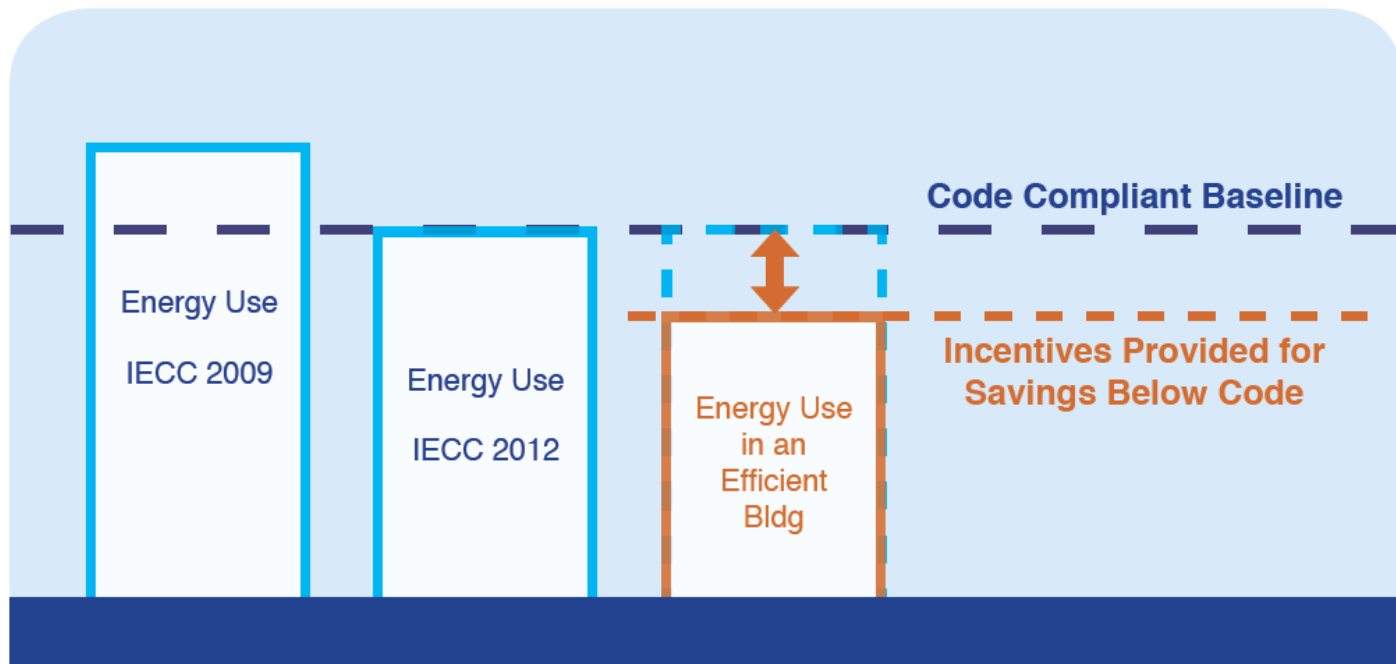 Code Compliant Baseline
Energy Use
IECC 2009
Energy Use
IECC 2012
Energy Use
in an
Efficient
Bldg
Incentives Provided for
Savings Below Code